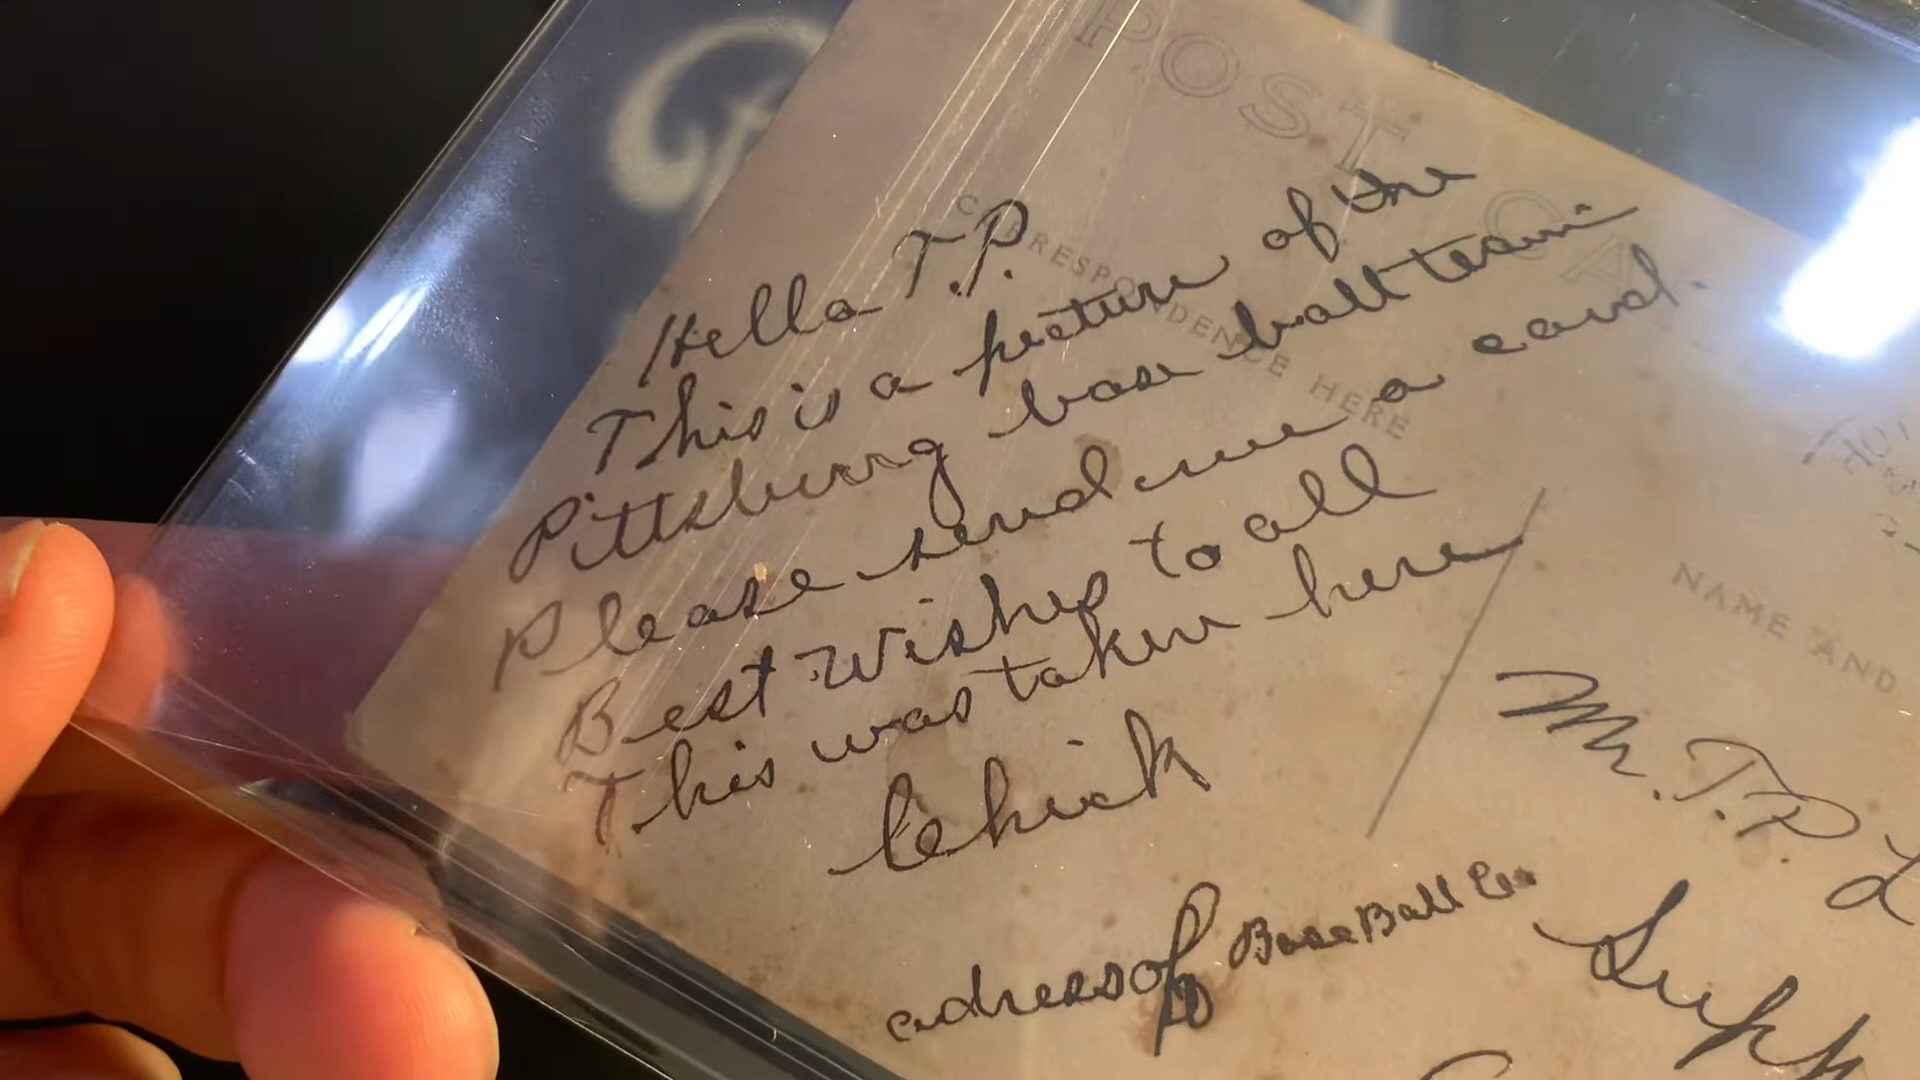 POST CA
CORRESPONDENCE HERE
Hello T.P.
This is a picture of the
Pittsburg base ball team
Please send me a card.
Best wishes to all
This was taken here
Chick
adress of Base Ball Co.
NAME AND
Mr. T.P. L
Supp